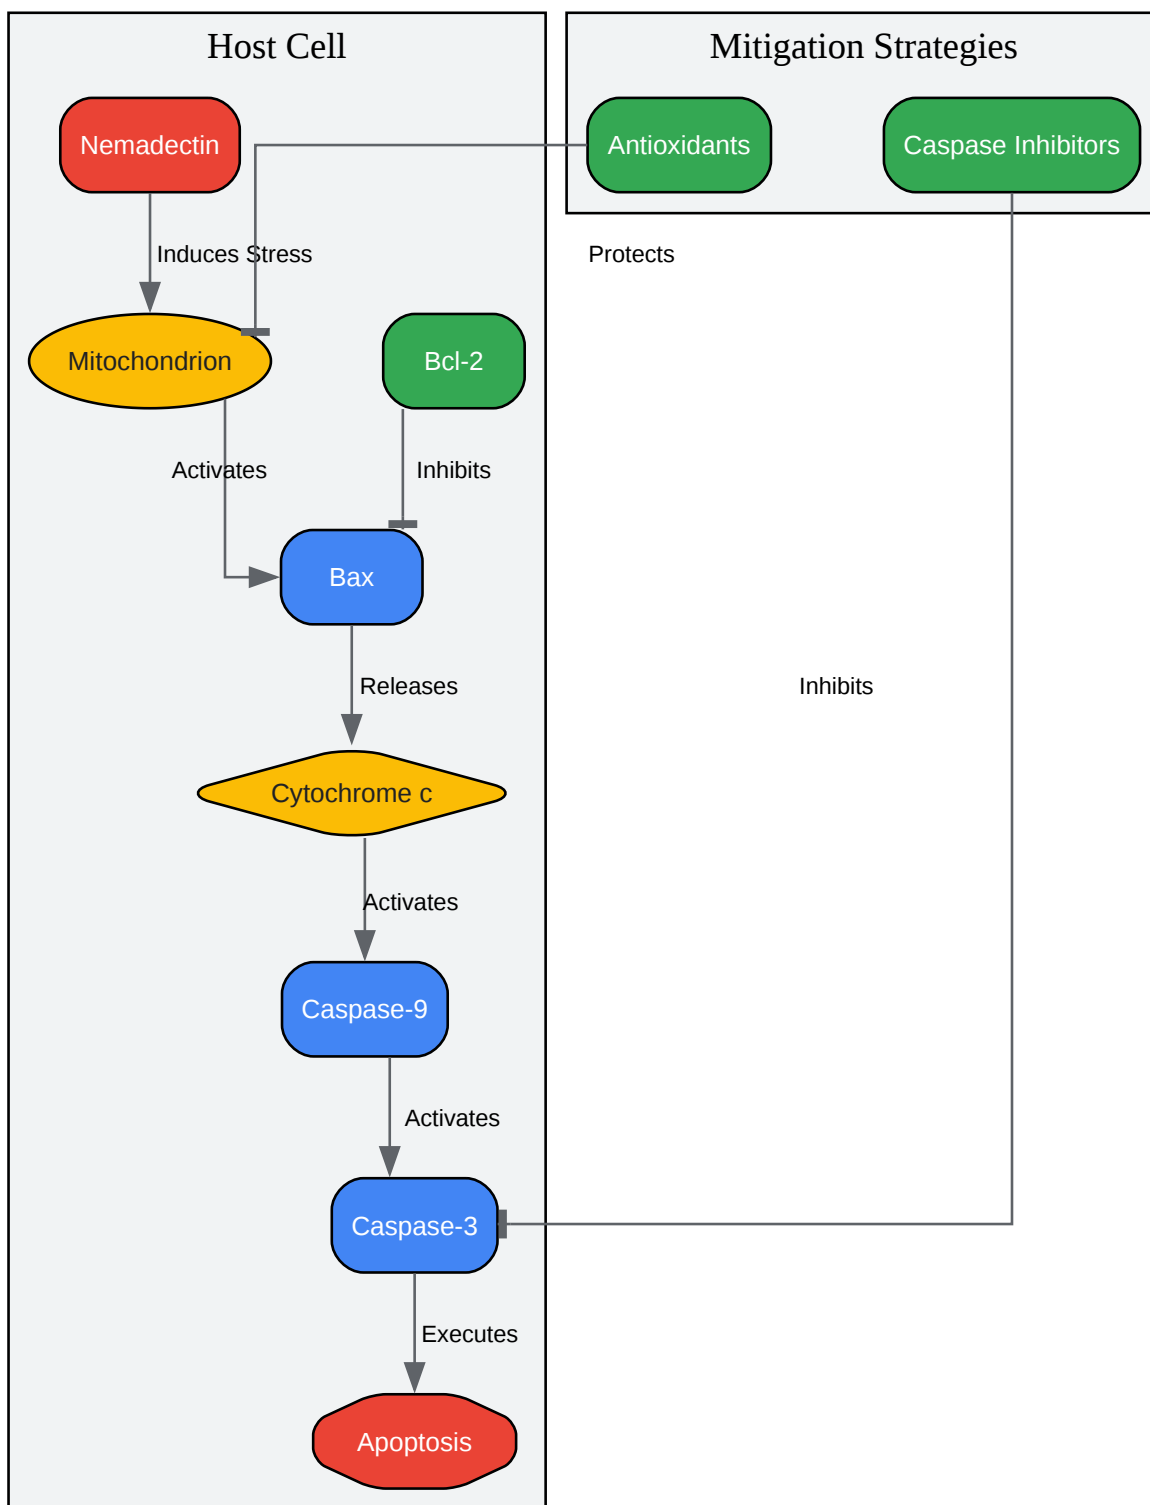 Host Cell
Mitigation Strategies
Nemadectin
Antioxidants
Caspase Inhibitors
Induces Stress
Protects
Mitochondrion
Bcl-2
Activates
Inhibits
Bax
Releases
Inhibits
Cytochrome c
Activates
Caspase-9
Activates
Caspase-3
Executes
Apoptosis